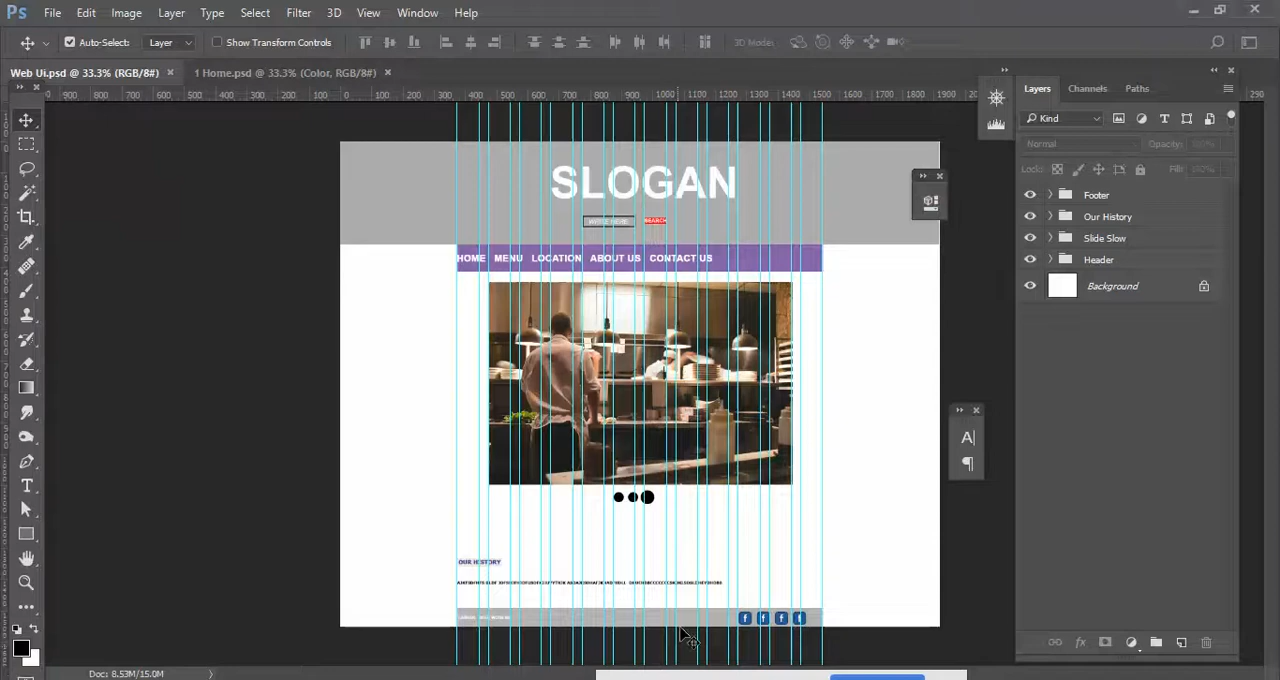 Ps File Edit Image Layer Type Select Filter 3D View Window Help
Auto-Select: Layer Show Transform Controls 3D Mode:
Web Ui.psd @ 33.3% (RGB/8#) × 1 Home.psd @ 33.3% (Color, RGB/8#) ×
900 800 700 600 500 400 300 200 100 0 100 200 300 400 500 600 700 800 900 1000 1100 1200 1300 1400 1500 1600 1700 1800 1900
Layers Channels Paths
Kind
Normal Opacity: 100%
Lock: Fill: 100%
Footer
Our History
Slide Slow
Header
Background
SLOGAN
WRITE HERE SEARCH
HOME MENU LOCATION ABOUT US CONTACT US
OUR HISTORY
f f f t
Doc: 8.53M/15.0M